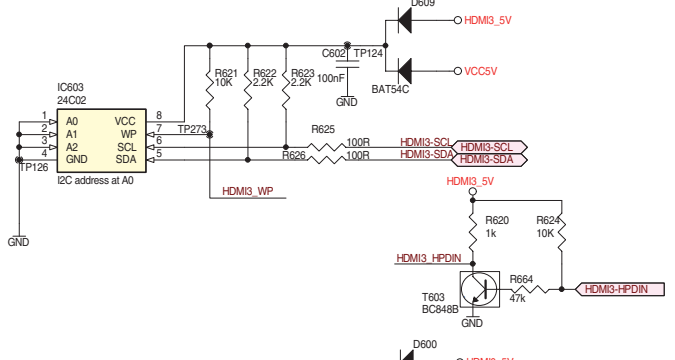 D609
HDMI3_5V
C602
TP124
VCC5V
R621
10K
R622
2.2K
R623
2.2K
100nF
BAT54C
GND
IC603
24C02
1
A0
VCC
8
2
A1
WP
7
TP273
3
A2
SCL
6
4
GND
SDA
5
TP126
I2C address at A0
R625
100R
HDMI3-SCL
HDMI3-SCL
R626
100R
HDMI3-SDA
HDMI3-SDA
HDMI3_WP
GND
HDMI3_5V
R620
1k
R624
10K
HDMI3_HPDIN
R664
47k
HDMI3-HPDIN
T603
BC848B
GND
D600